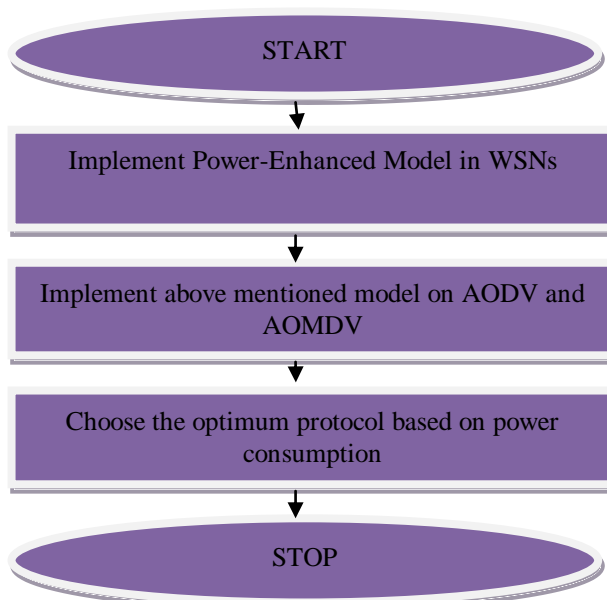 START
Implement Power-Enhanced Model in WSNs
Implement above mentioned model on AODV and
AOMDV
Choose the optimum protocol based on power
consumption
STOP